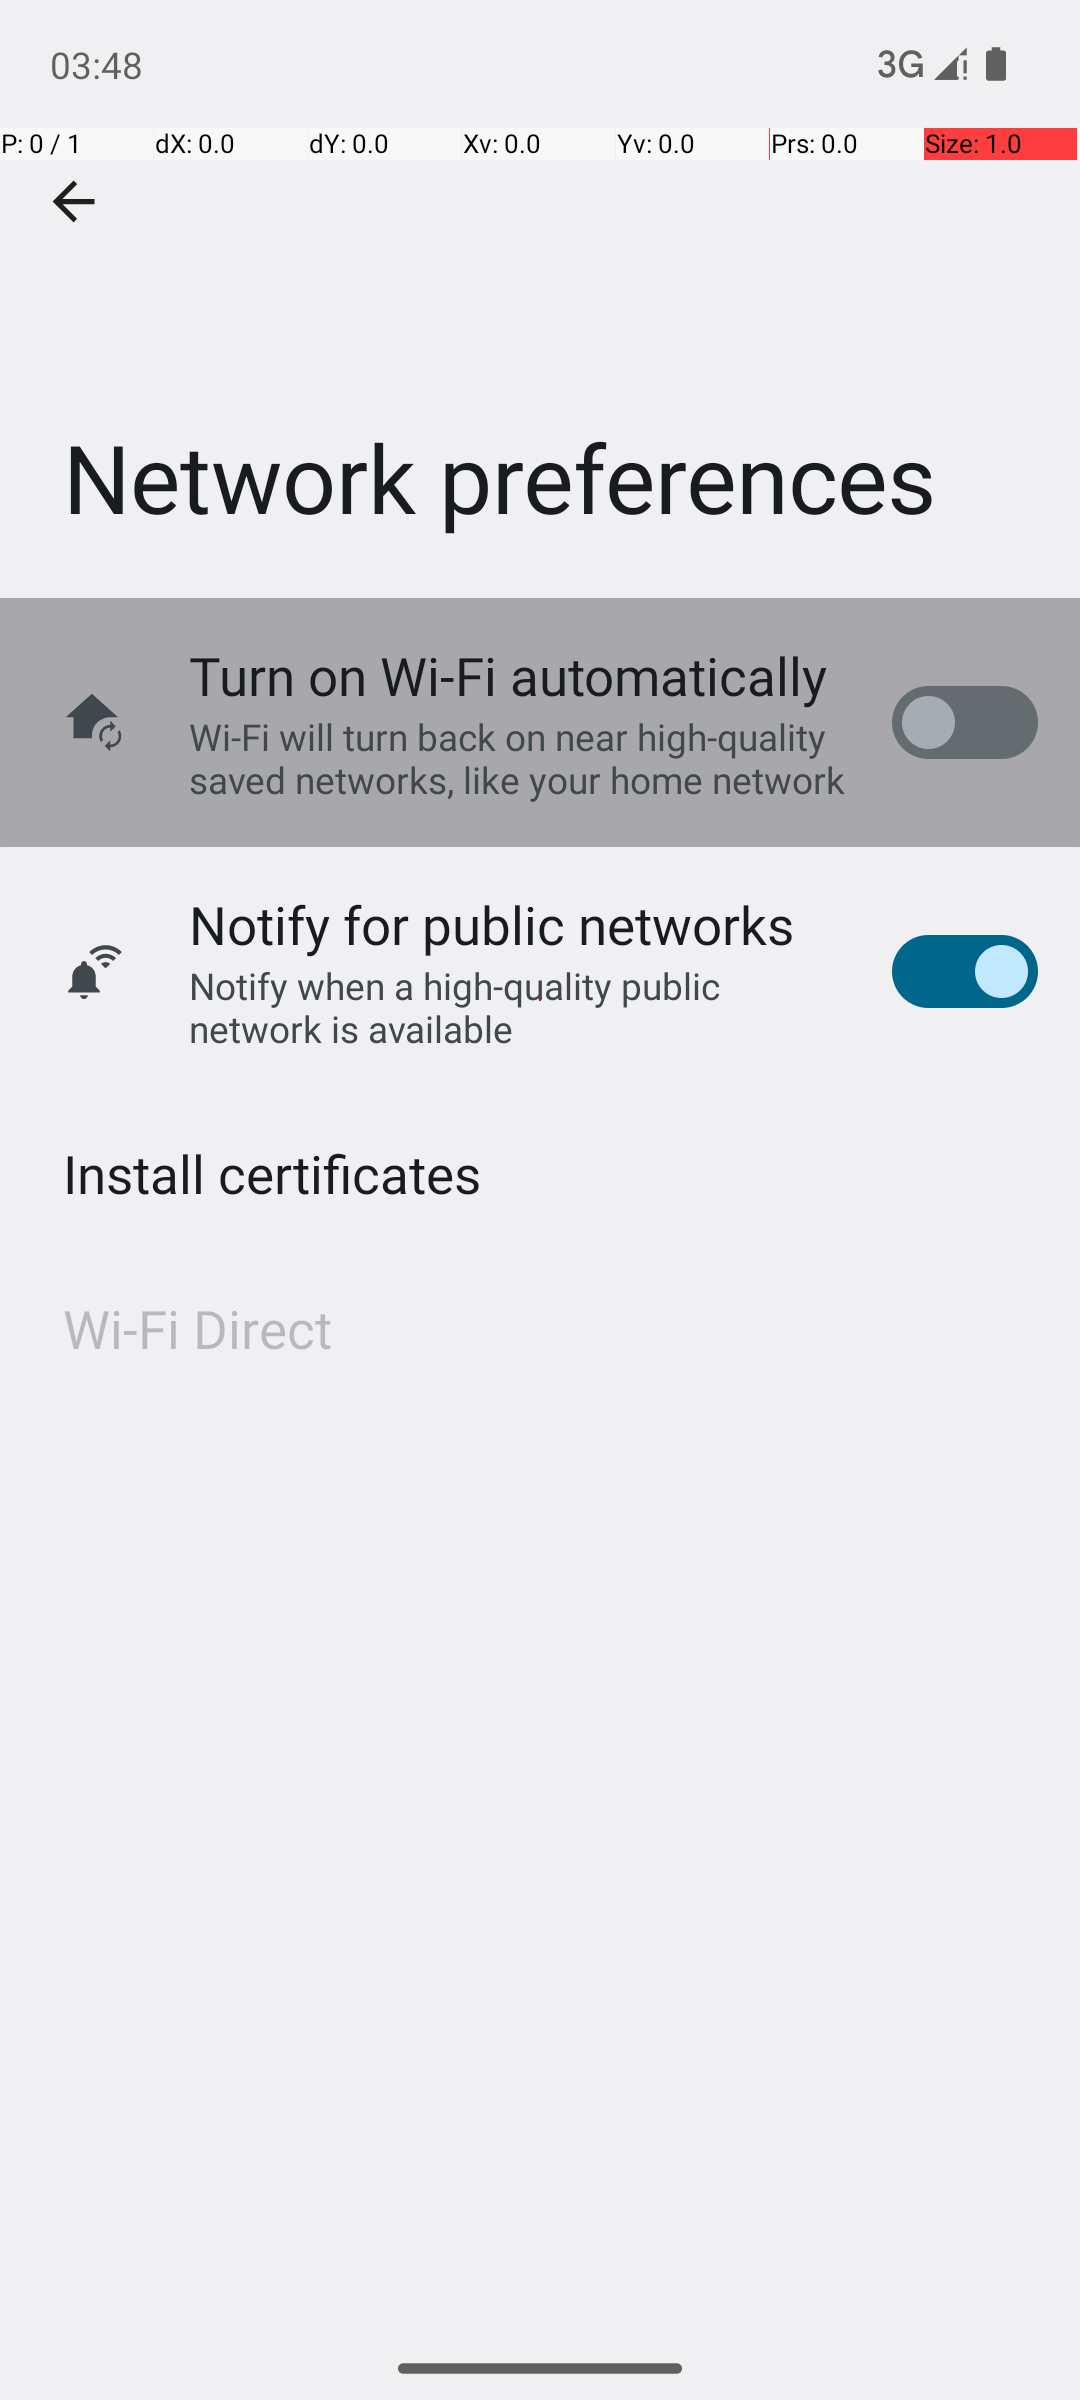 03:48
3G
P: 0 / 1 dX: 0.0 dY: 0.0 Xv: 0.0 Yv: 0.0 Prs: 0.0 Size: 1.0
Network preferences
Turn on Wi-Fi automatically
Wi-Fi will turn back on near high-quality
saved networks, like your home network
Notify for public networks
Notify when a high-quality public
network is available
Install certificates
Wi-Fi Direct